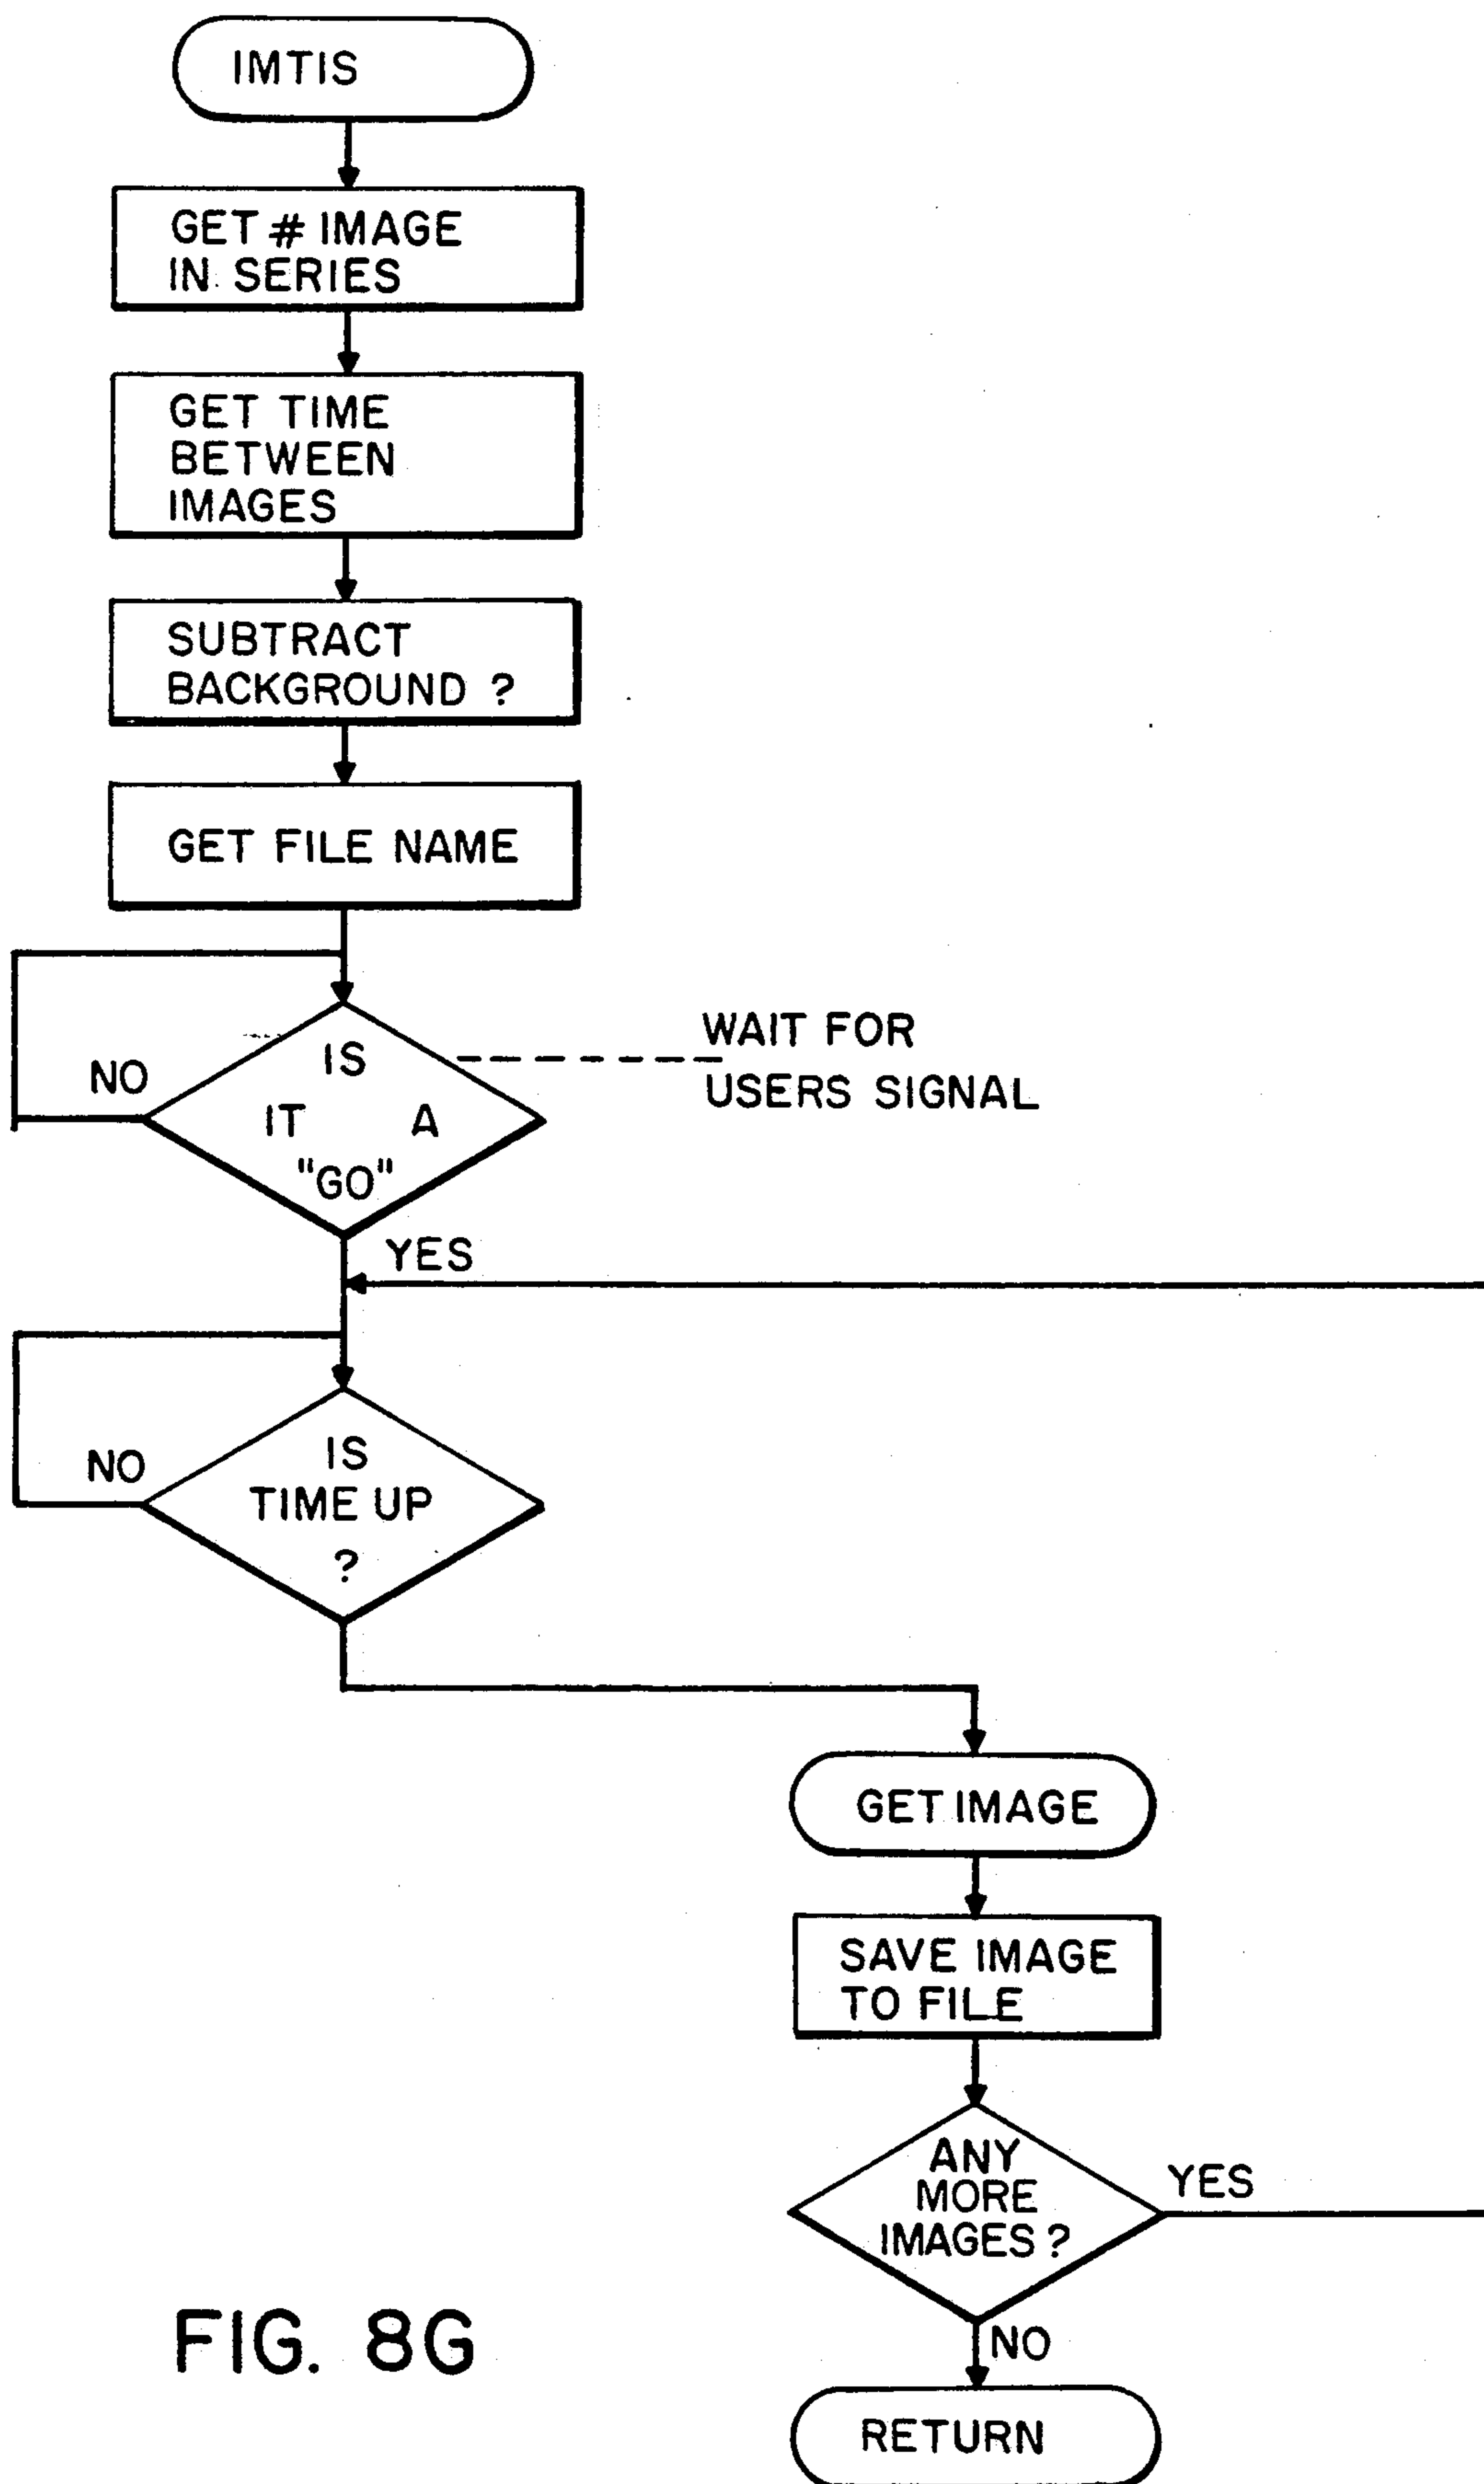 IMTIS
GET # IMAGE
IN SERIES
GET TIME
BETWEEN
IMAGES
SUBTRACT
BACKGROUND ?
GET FILE NAME
IS
IT A
"GO"
NO
WAIT FOR
USERS SIGNAL
YES
IS
TIME UP
?
NO
GET IMAGE
SAVE IMAGE
TO FILE
ANY
MORE
IMAGES ?
YES
NO
RETURN
FIG. 8G